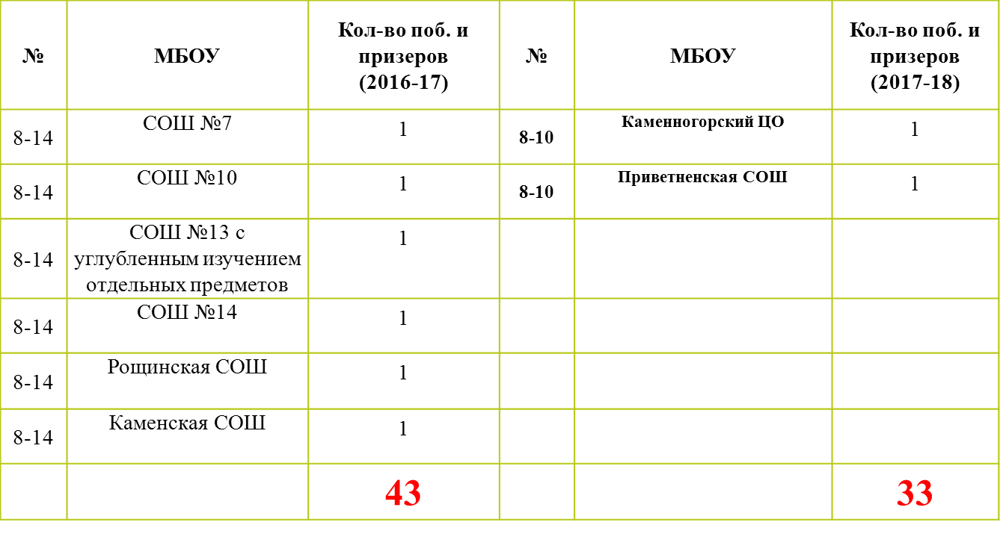 №
МБОУ
Кол-во поб. и
призеров
(2016-17)
№
МБОУ
Кол-во поб. и
призеров
(2017-18)
8-14
СОШ №7
1
8-10
Каменногорский ЦО
1
8-14
СОШ №10
1
8-10
Приветненская СОШ
1
8-14
СОШ №13 с
углубленным изучением
отдельных предметов
1
8-14
СОШ №14
1
8-14
Рощинская СОШ
1
8-14
Каменская СОШ
1
43
33